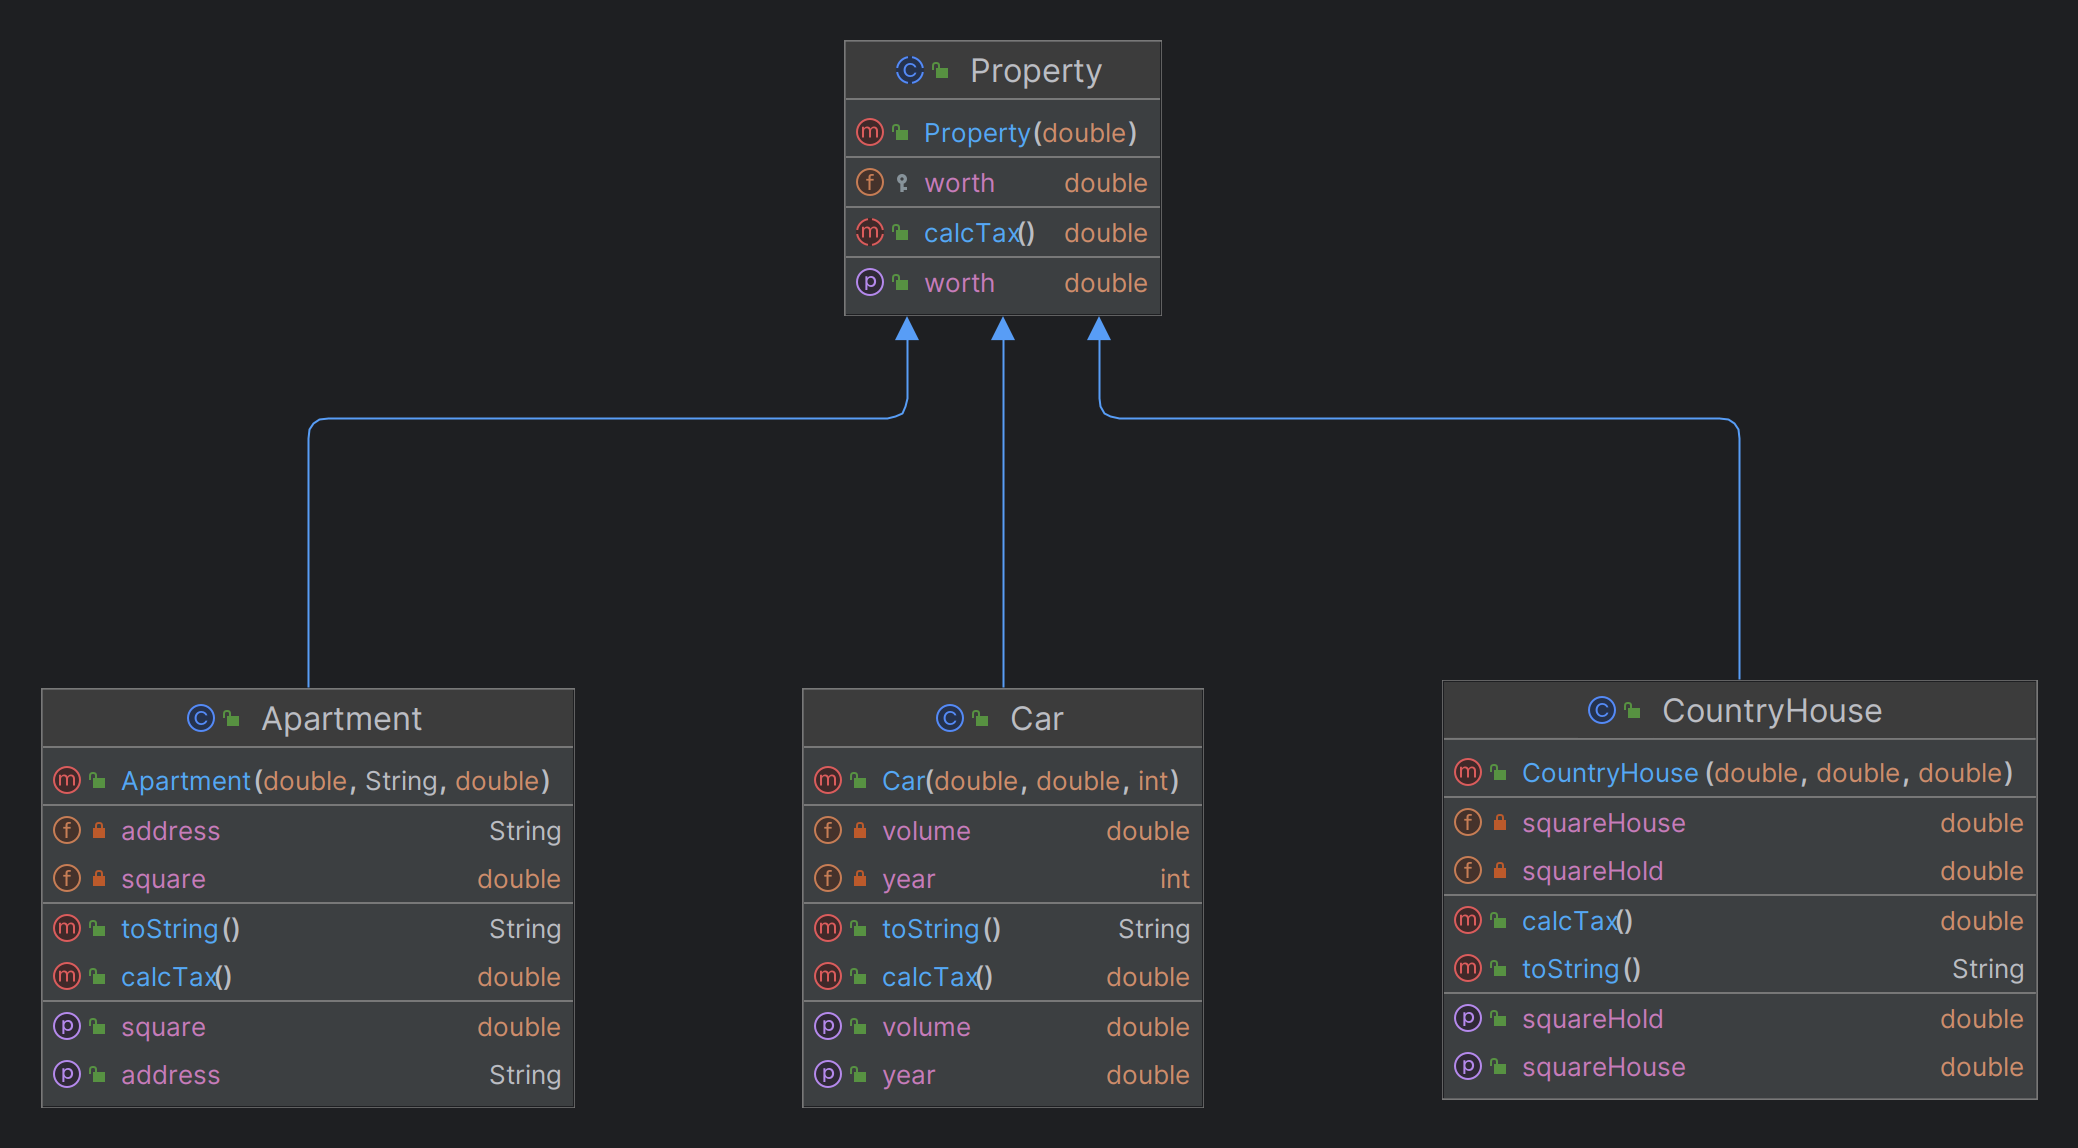 Property
Property(double)
worth double
calcTax() double
worth double
Apartment
Apartment(double, String, double)
address String
square double
toString() String
calcTax() double
square double
address String
Car
Car(double, double, int)
volume double
year int
toString() String
calcTax() double
volume double
year double
CountryHouse
CountryHouse(double, double, double)
squareHouse double
squareHold double
calcTax() double
toString() String
squareHold double
squareHouse double